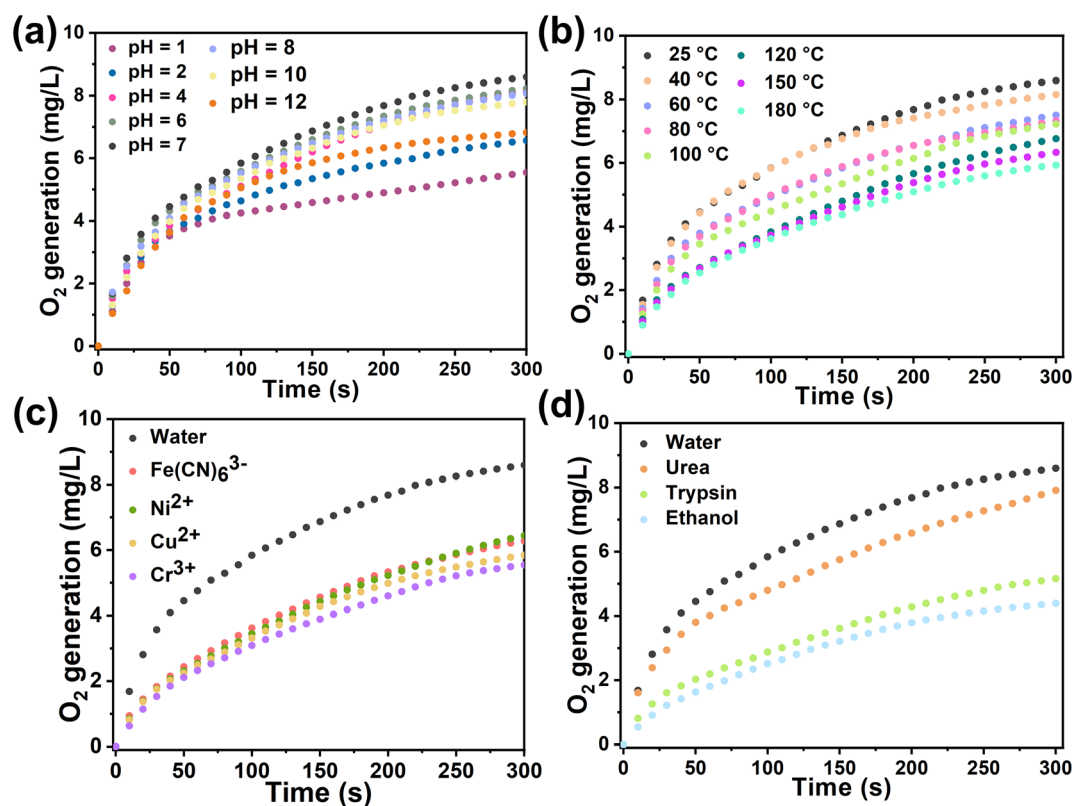 (a)
O2 generation (mg/L)
10
8
6
4
2
0
pH = 1
pH = 2
pH = 4
pH = 6
pH = 7
pH = 8
pH = 10
pH = 12
0 50 100 150 200 250 300
Time (s)
(b)
O2 generation (mg/L)
10
8
6
4
2
0
25 °C
40 °C
60 °C
80 °C
100 °C
120 °C
150 °C
180 °C
0 50 100 150 200 250 300
Time (s)
(c)
O2 generation (mg/L)
10
8
6
4
2
0
Water
Fe(CN)6^3-
Ni2+
Cu2+
Cr3+
0 50 100 150 200 250 300
Time (s)
(d)
O2 generation (mg/L)
10
8
6
4
2
0
Water
Urea
Trypsin
Ethanol
0 50 100 150 200 250 300
Time (s)